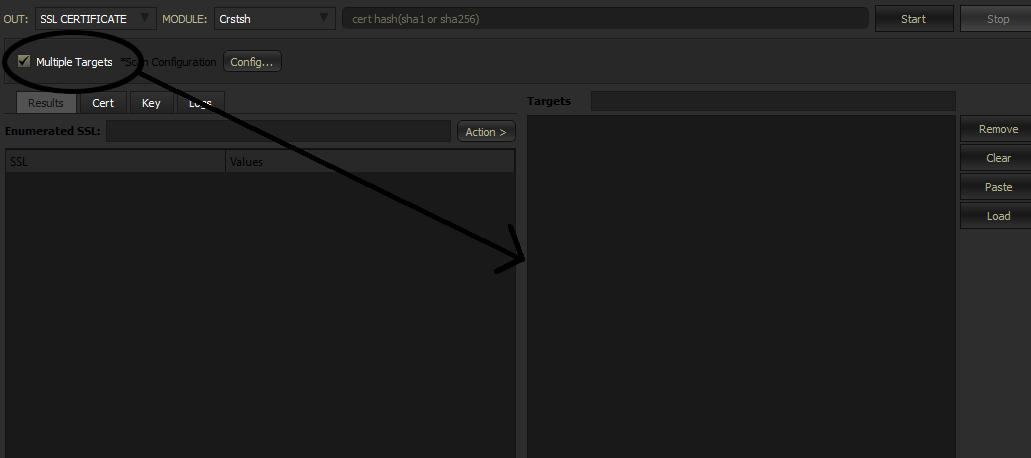 OUT: SSL CERTIFICATE MODULE: Crstsh cert hash(sha1 or sha256) Start Stop
Multiple Targets *Scan Configuration Config...
Results Cert Key Logs Targets
Enumerated SSL: Action > Remove
SSL Values Clear
Paste
Load